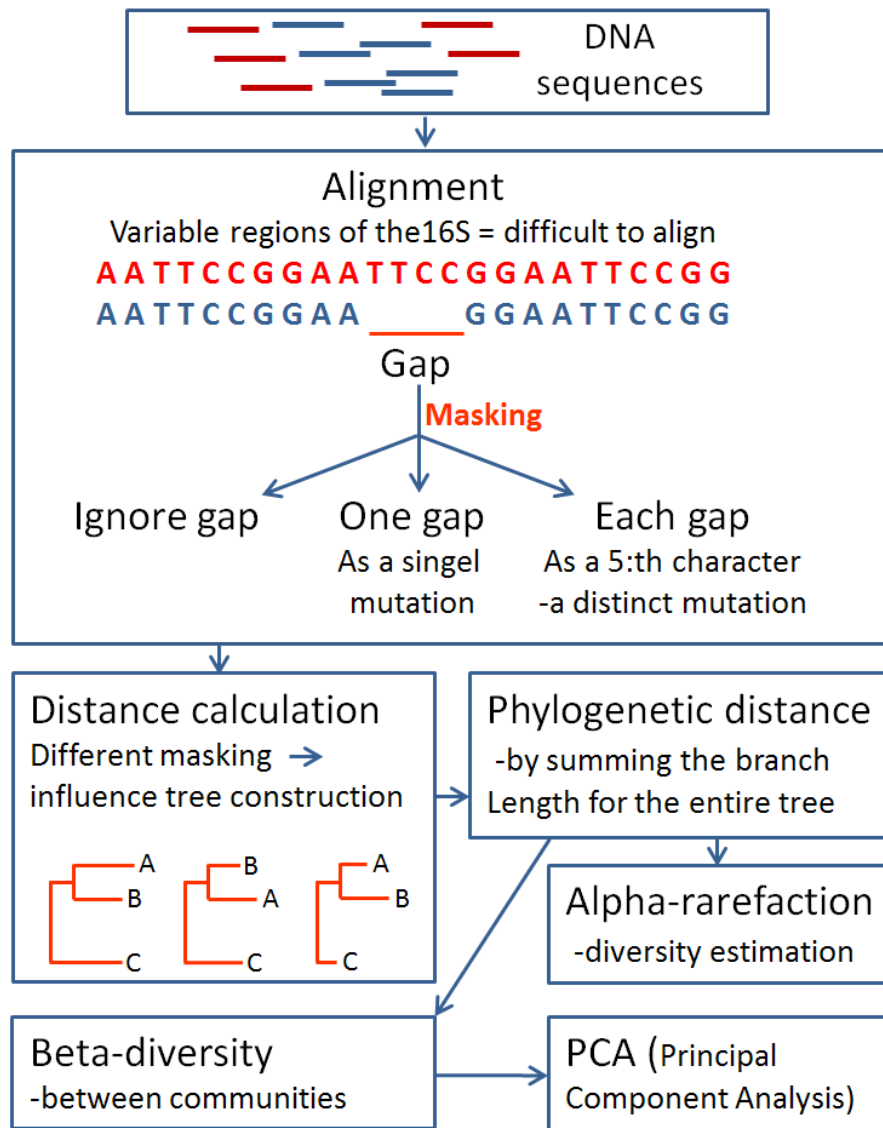 DNA
sequences
Alignment
Variable regions of the16S = difficult to align
A A T T C C G G A A T T C C G G A A T T C C G G
A A T T C C G G A A G G A A T T C C G G
Gap
Masking
Ignore gap
One gap
As a singel
mutation
Each gap
As a 5:th character
-a distinct mutation
Distance calculation
Different masking →
influence tree construction
A
B
C
B
A
C
A
B
C
Phylogenetic distance
-by summing the branch
Length for the entire tree
Alpha-rarefaction
-diversity estimation
Beta-diversity
-between communities
PCA (Principal
Component Analysis)